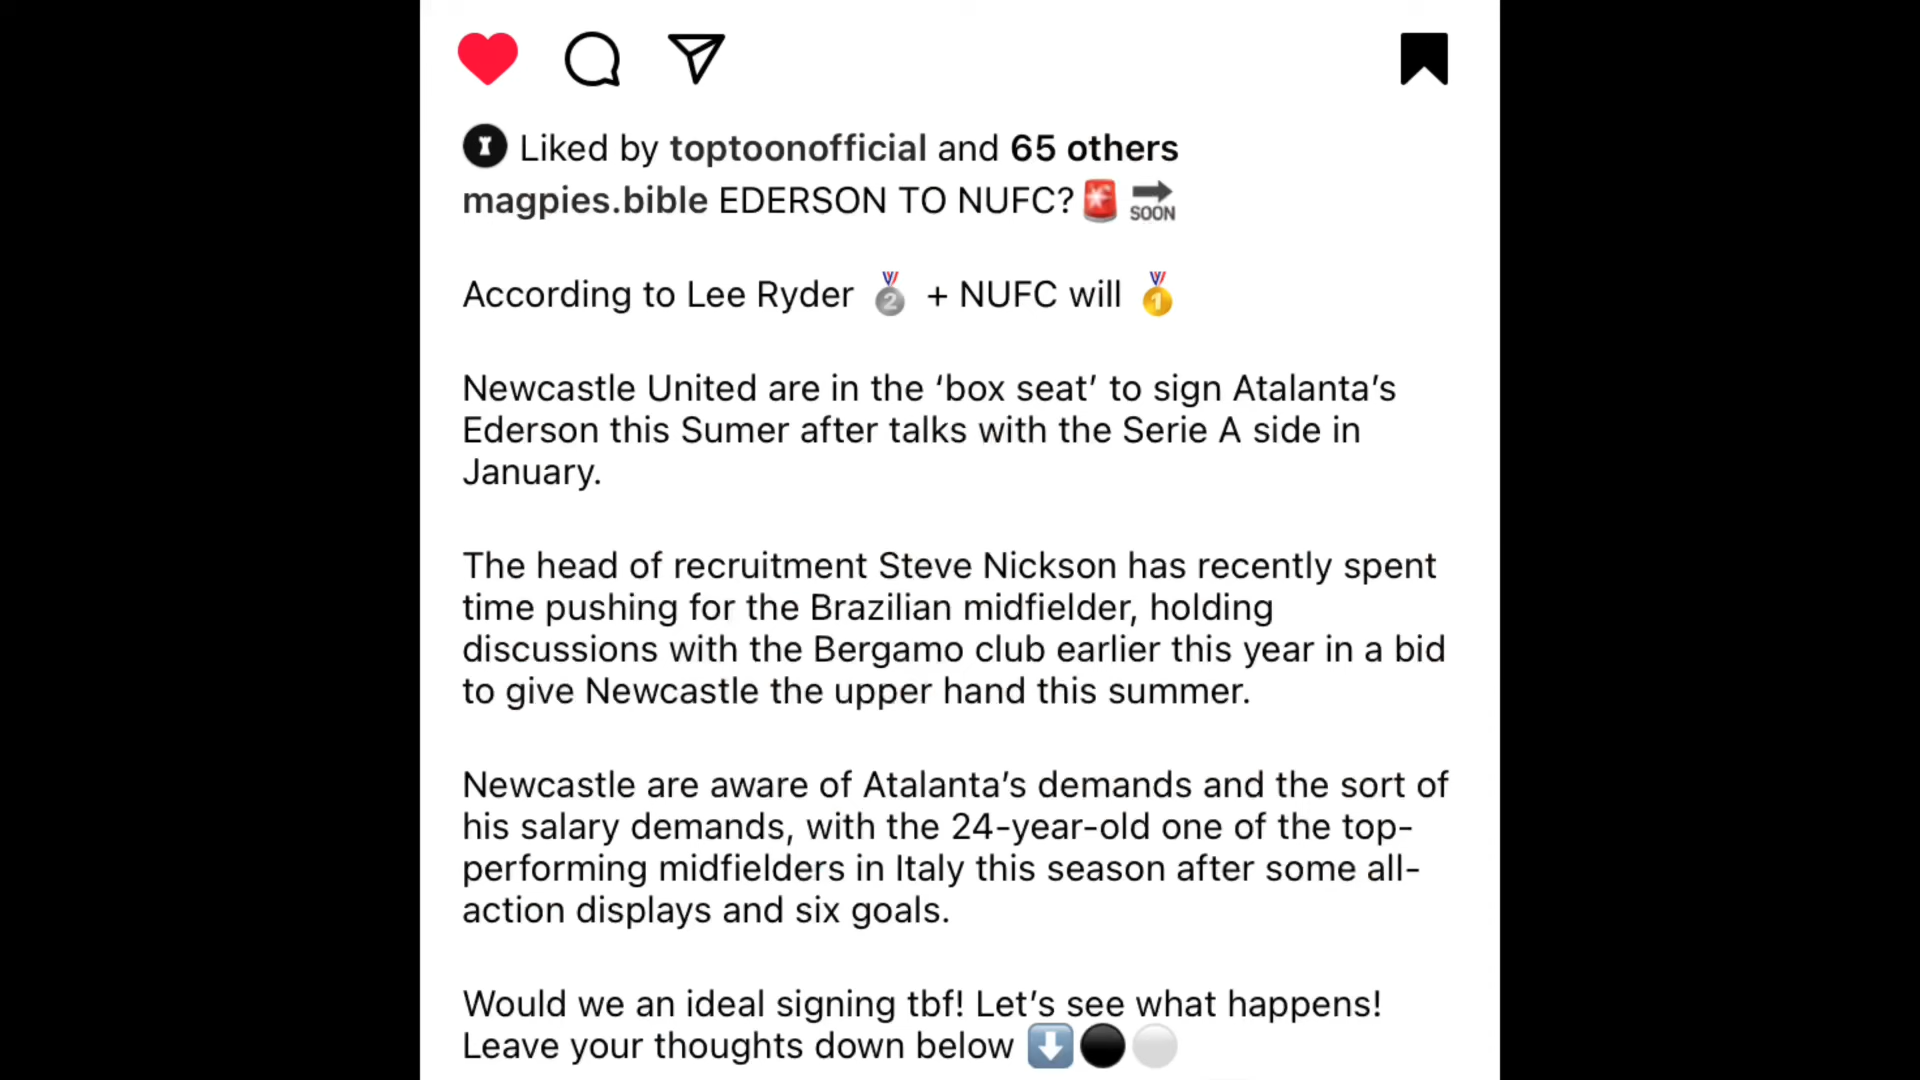 Liked by toptoonofficial and 65 others
magpies.bible EDERSON TO NUFC?🚨🔜
According to Lee Ryder 🥈 + NUFC will 🥇
Newcastle United are in the ‘box seat’ to sign Atalanta’s
Ederson this Sumer after talks with the Serie A side in
January.
The head of recruitment Steve Nickson has recently spent
time pushing for the Brazilian midfielder, holding
discussions with the Bergamo club earlier this year in a bid
to give Newcastle the upper hand this summer.
Newcastle are aware of Atalanta’s demands and the sort of
his salary demands, with the 24-year-old one of the top-
performing midfielders in Italy this season after some all-
action displays and six goals.
Would we an ideal signing tbf! Let’s see what happens!
Leave your thoughts down below ⬇️⚫⚪